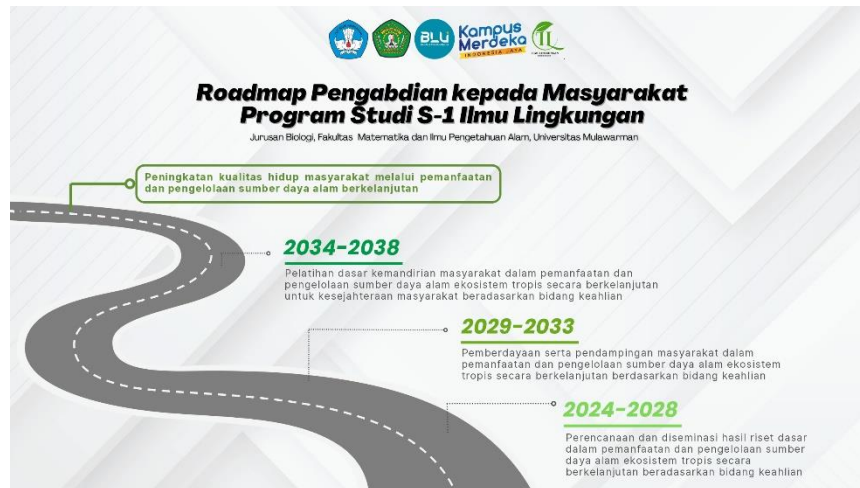 BLU
Kampus
Merdeka
INDONESIA JAYA
Roadmap Pengabdian kepada Masyarakat
Program Studi S-1 Ilmu Lingkungan
Jurusan Biologi, Fakultas Matematika dan Ilmu Pengetahuan Alam, Universitas Mulawarman
Peningkatan kualitas hidup masyarakat melalui pemanfaatan
dan pengelolaan sumber daya alam berkelanjutan
2034-2038
Pelatihan dasar kemandirian masyarakat dalam pemanfaatan dan
pengelolaan sumber daya alam ekosistem tropis secara berkelanjutan
untuk kesejahteraan masyarakat beradasarkan bidang keahlian
2029-2033
Pemberdayaan serta pendampingan masyarakat dalam
pemanfaatan dan pengelolaan sumber daya alam ekosistem
tropis secara berkelanjutan berdasarkan bidang keahlian
2024-2028
Perencanaan dan diseminasi hasil riset dasar
dalam pemanfaatan dan pengelolaan sumber
daya alam ekosistem tropis secara
berkelanjutan beradasarkan bidang keahlian